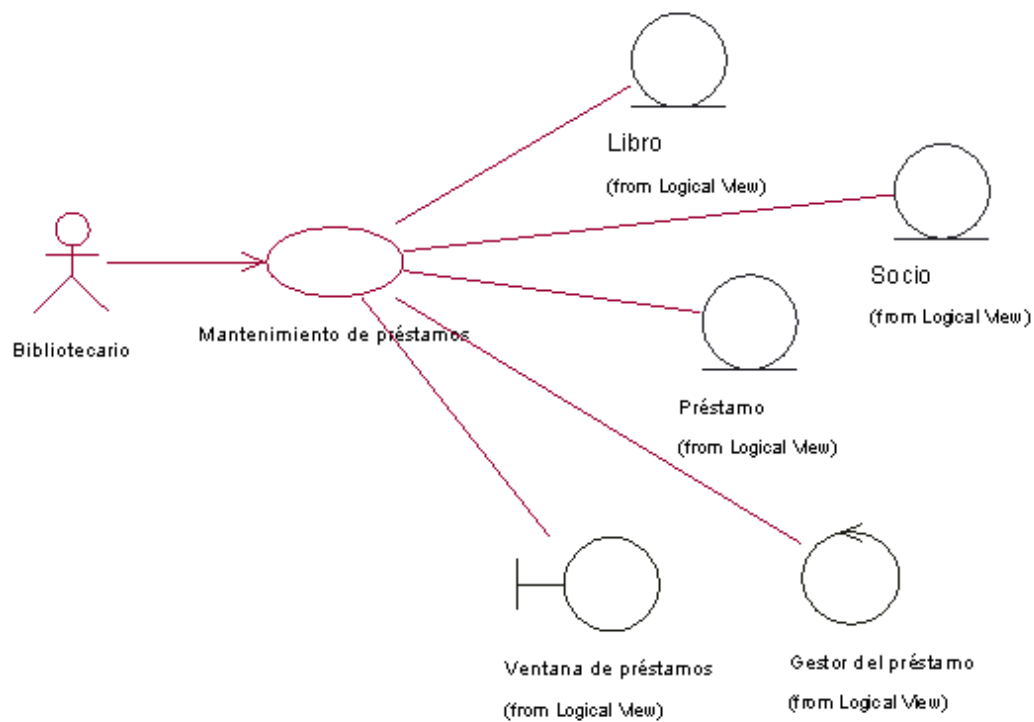 Libro
(from Logical View)
Socio
(from Logical View)
Bibliotecario
Mantenimiento de préstamos
Préstamo
(from Logical View)
Ventana de préstamos
(from Logical View)
Gestor del préstamo
(from Logical View)